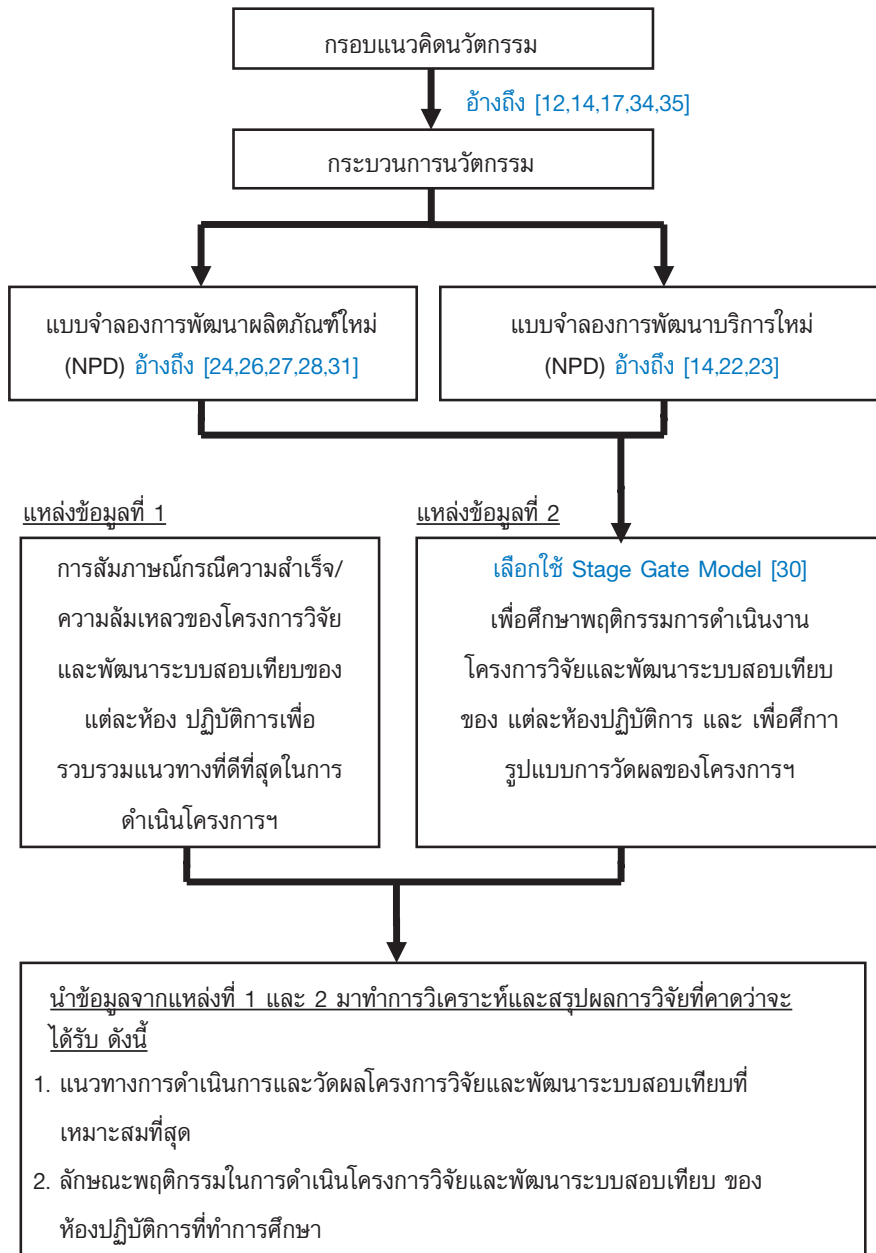 กรอบแนวคิดนวัตกรรม
อ้างถึง [12,14,17,34,35]
กระบวนการนวัตกรรม
แบบจำลองการพัฒนาผลิตภัณฑ์ใหม่
(NPD) อ้างถึง [24,26,27,28,31]
แบบจำลองการพัฒนาบริการใหม่
(NPD) อ้างถึง [14,22,23]
แหล่งข้อมูลที่ 1
การสัมภาษณ์กรณีความสำเร็จ/
ความล้มเหลวของโครงการวิจัย
และพัฒนาระบบสอบเทียบของ
แต่ละห้อง ปฏิบัติการเพื่อ
รวบรวมแนวทางที่ดีที่สุดในการ
ดำเนินโครงการฯ
แหล่งข้อมูลที่ 2
เลือกใช้ Stage Gate Model [30]
เพื่อศึกษาพฤติกรรมการดำเนินงาน
โครงการวิจัยและพัฒนาระบบสอบเทียบ
ของ แต่ละห้องปฏิบัติการ และ เพื่อศึกาา
รูปแบบการวัดผลของโครงการฯ
นำข้อมูลจากแหล่งที่ 1 และ 2 มาทำการวิเคราะห์และสรุปผลการวิจัยที่คาดว่าจะ
ได้รับ ดังนี้
1. แนวทางการดำเนินการและวัดผลโครงการวิจัยและพัฒนาระบบสอบเทียบที่
เหมาะสมที่สุด
2. ลักษณะพฤติกรรมในการดำเนินโครงการวิจัยและพัฒนาระบบสอบเทียบ ของ
ห้องปฏิบัติการที่ทำการศึกษา